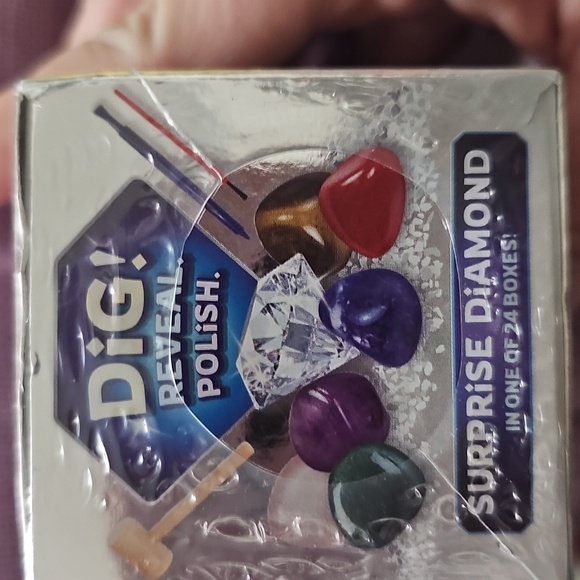 DiG!
REVEAL.
POLiSH.
SURPRiSE DiAMOND
IN ONE OF 24 BOXES!